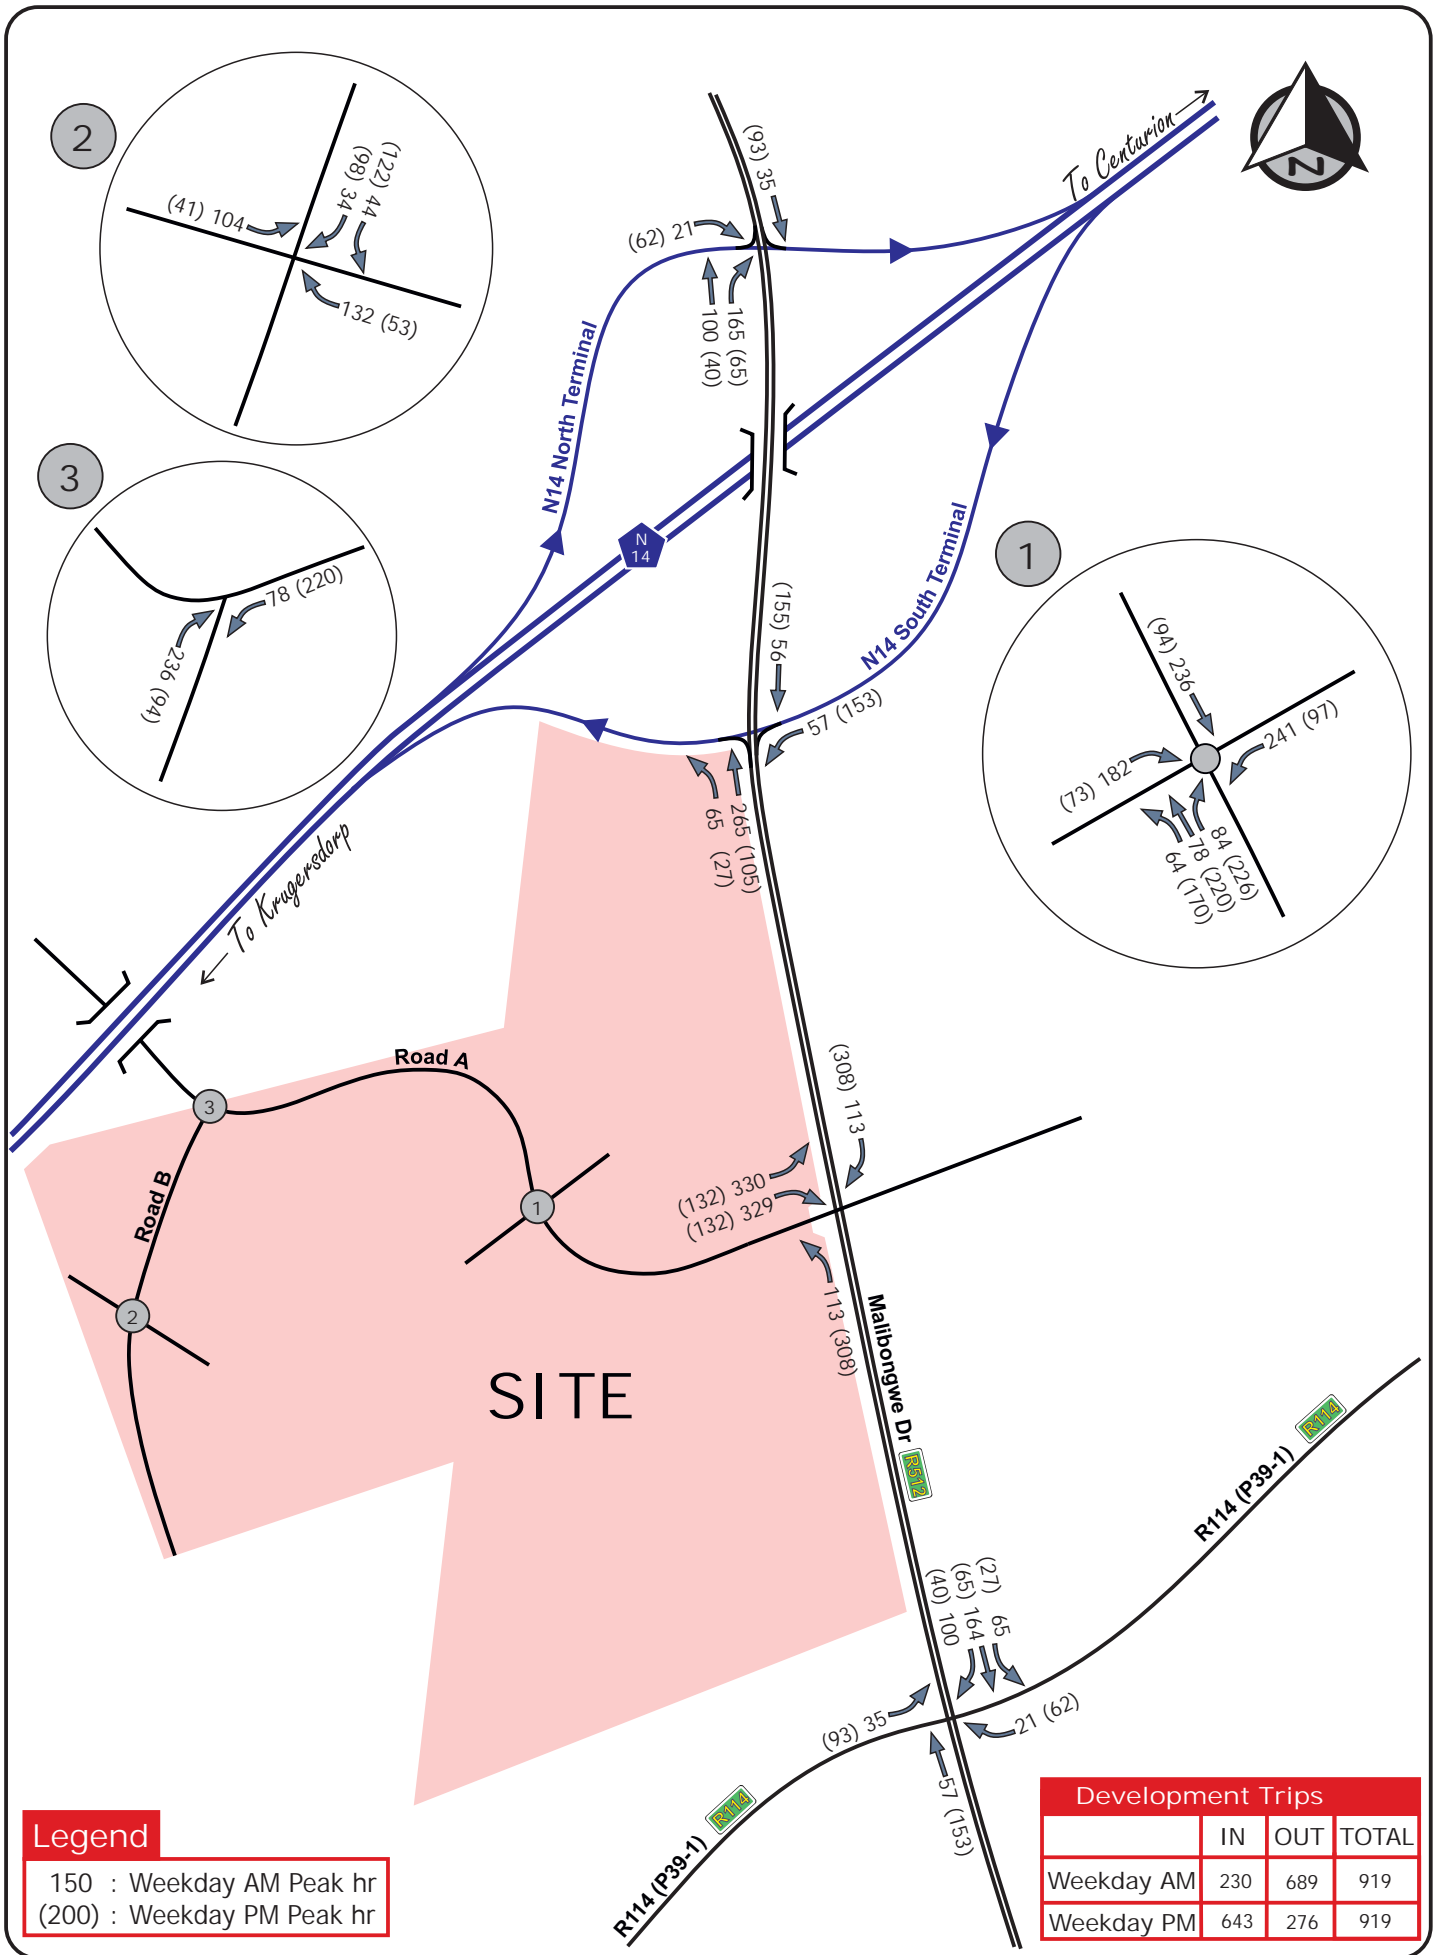 2
(122) 44
(98) 34
(41) 104
132 (53)
(93) 35
To Centurion
N
(62) 21
165 (65)
100 (40)
N14 North Terminal
3
78 (220)
236 (94)
N
14
N14 South Terminal
1
(94) 236
241 (97)
(73) 182
84 (226)
78 (220)
64 (170)
(155) 56
57 (153)
265 (105)
65 (27)
To Krugersdorp
Road A
3
Road B
1
2
(308) 113
(132) 330
(132) 329
113 (308)
SITE
Malibongwe Dr
R512
R114
R114 (P39-1)
(27) 65
(65) 164
(40) 100
(93) 35
21 (62)
57 (153)
R114
R114 (P39-1)
Legend
150 : Weekday AM Peak hr
(200) : Weekday PM Peak hr
Development Trips
IN OUT TOTAL
Weekday AM 230 689 919
Weekday PM 643 276 919